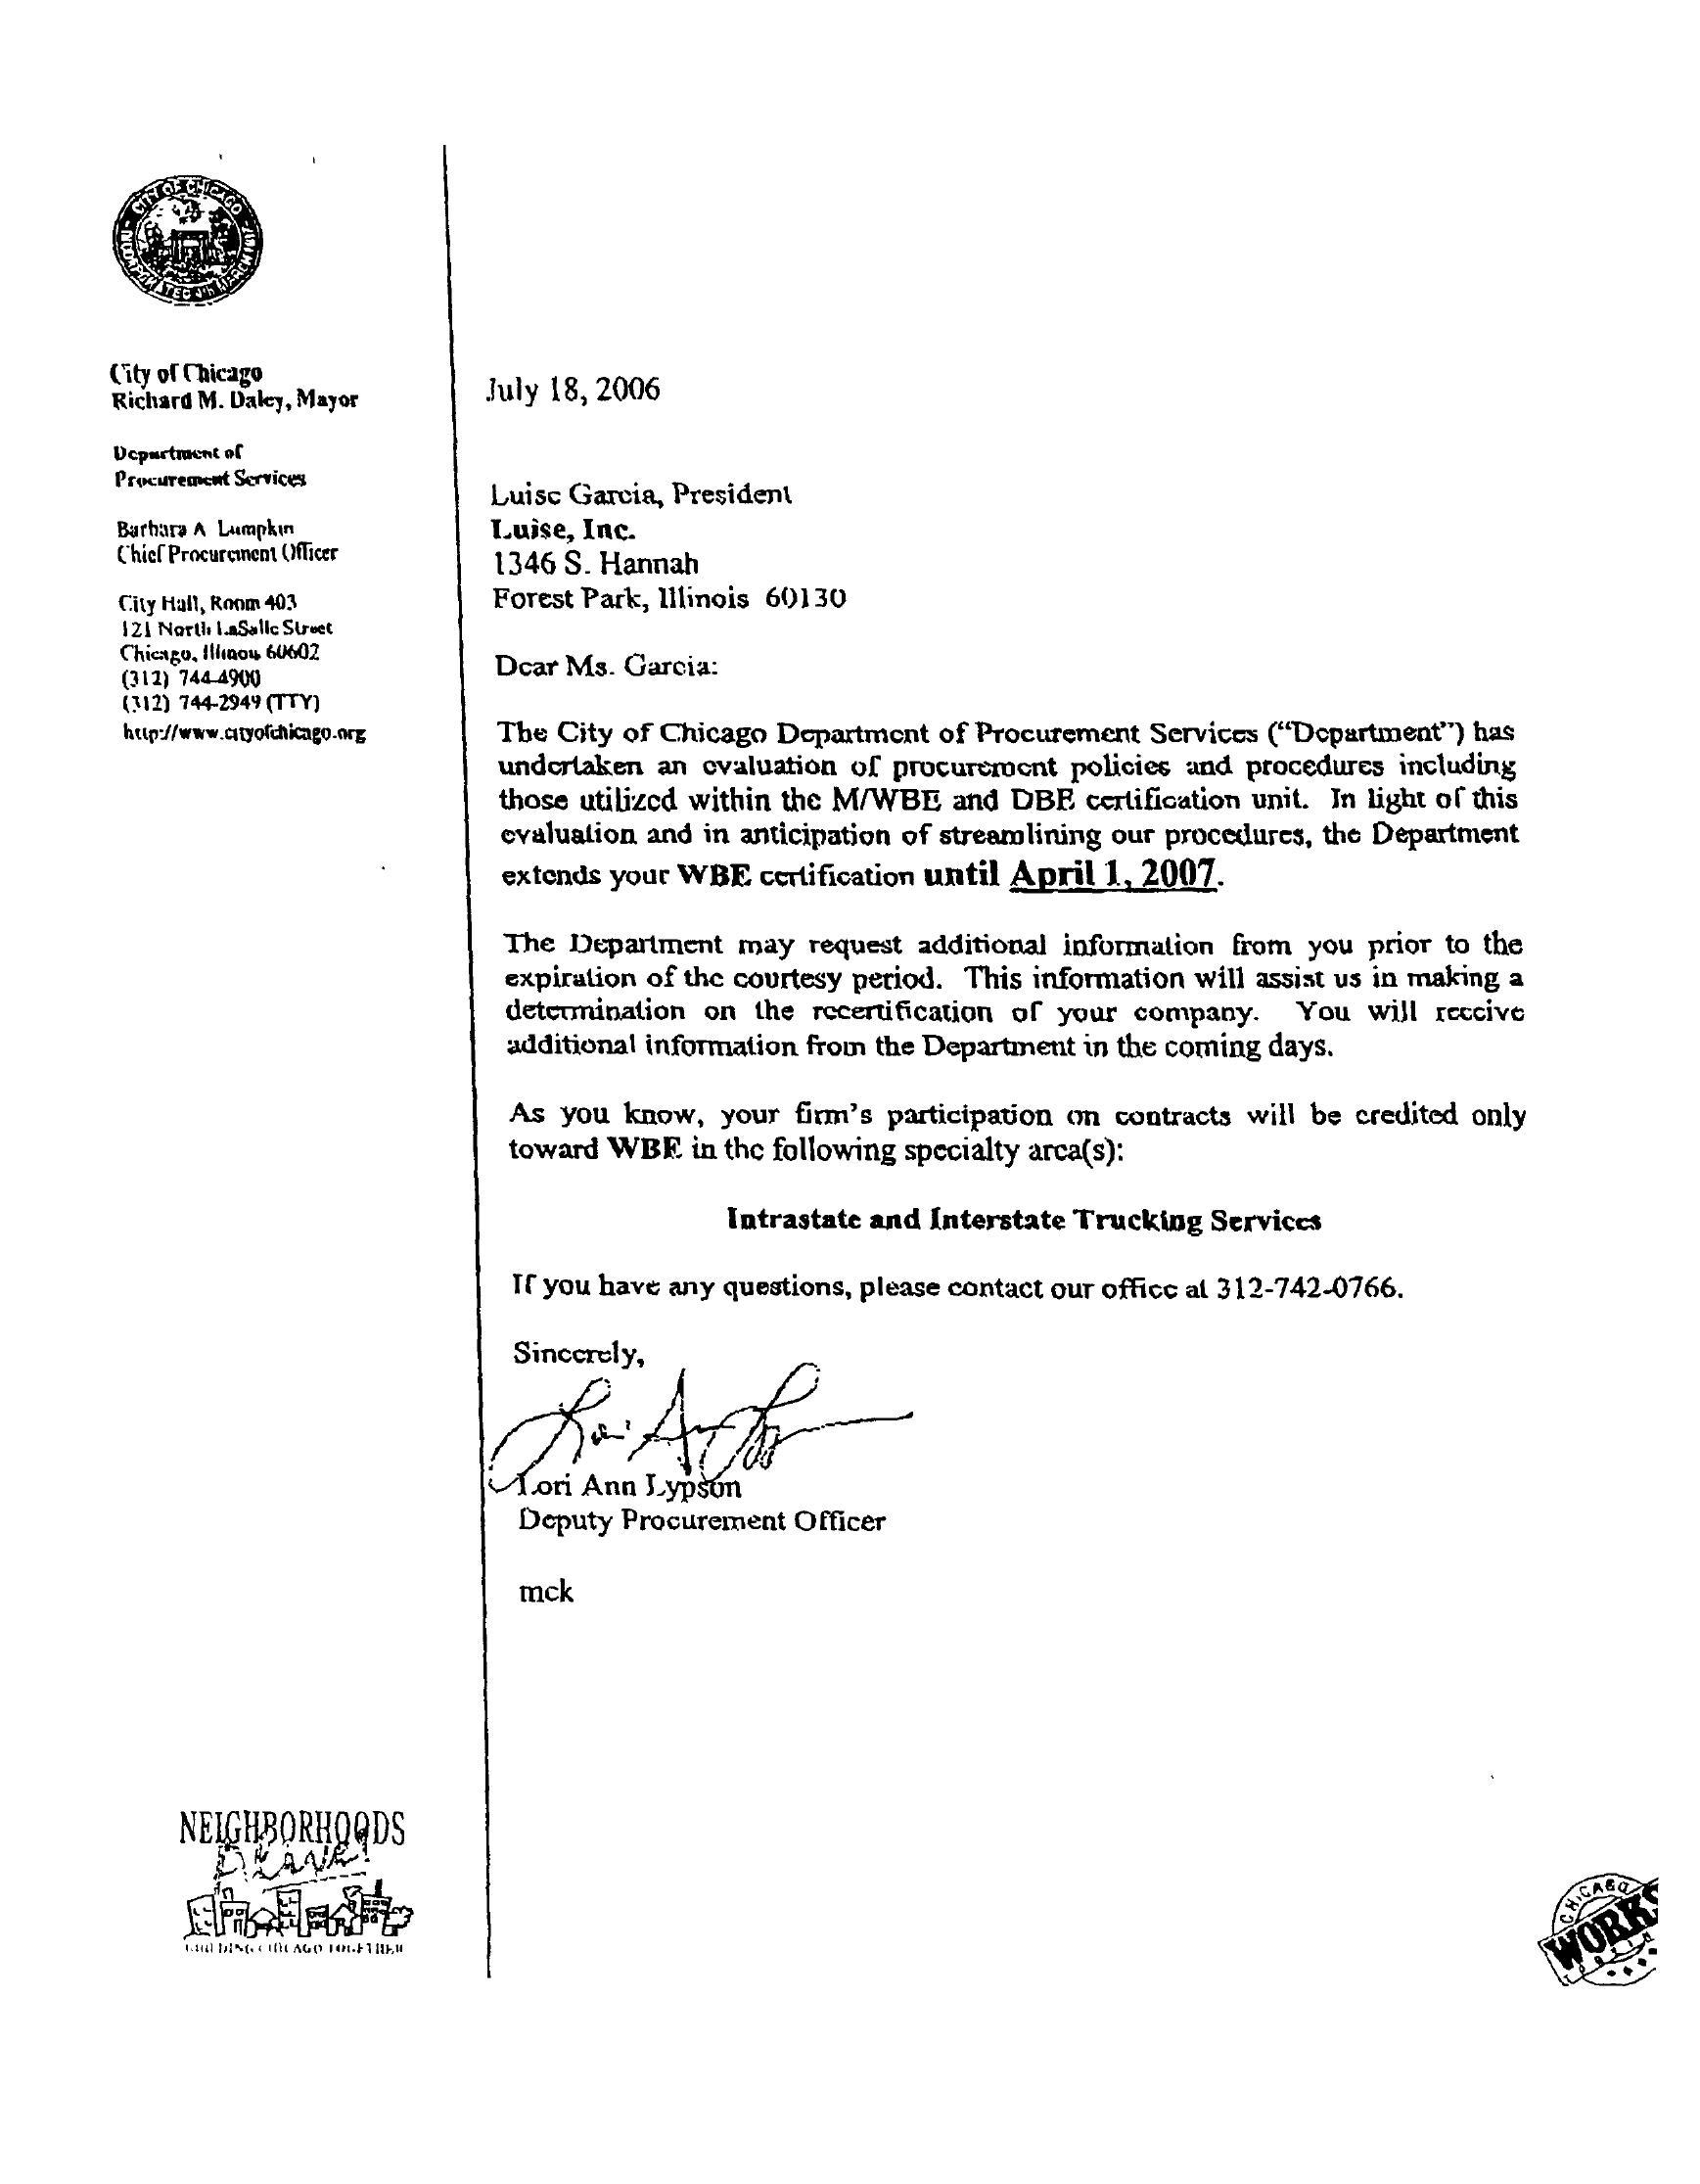 CITY OF CHICAGO
City of Chicago
Richard M. Daley, Mayor
Department of
Procurement Services
Barbara A Lumpkin
Chief Procurement Officer
City Hall, Room 403
121 North LaSalle Street
Chicago, Illinois 60602
(312) 744-4900
(312) 744-2949 (TTY)
http://www.cityofchicago.org
July 18, 2006
Luise Garcia, President
Luise, Inc.
1346 S. Hannah
Forest Park, Illinois 60130
Dear Ms. Garcia:
The City of Chicago Department of Procurement Services ("Department") has
undertaken an evaluation of procurement policies and procedures including
those utilized within the M/WBE and DBE certification unit. In light of this
evaluation and in anticipation of streamlining our procedures, the Department
extends your WBE certification until April 1, 2007.
The Department may request additional information from you prior to the
expiration of the courtesy period. This information will assist us in making a
determination on the recertification of your company. You will receive
additional information from the Department in the coming days.
As you know, your firm's participation on contracts will be credited only
toward WBE in the following specialty area(s):
Intrastate and Interstate Trucking Services
If you have any questions, please contact our office at 312-742-0766.
Sincerely,
Lori Ann Lypson
Deputy Procurement Officer
mck
NEIGHBORHOODS
ALIVE!
BUILDING CHICAGO TOGETHER
CHICAGO
WORKS